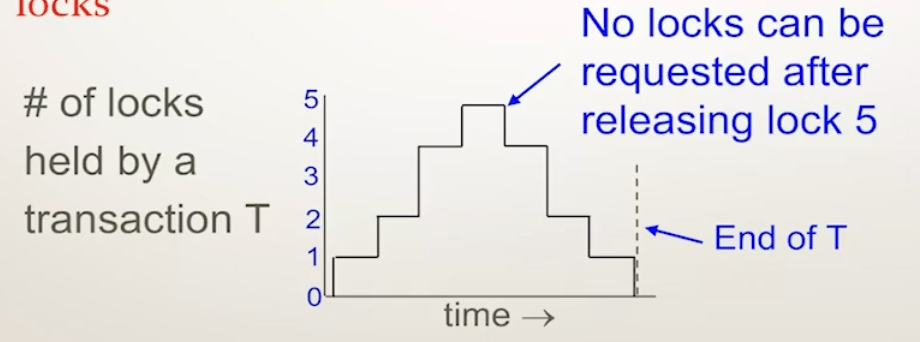 locks
No locks can be
requested after
releasing lock 5
# of locks
held by a
transaction T
5
4
3
2
1
0
End of T
time →